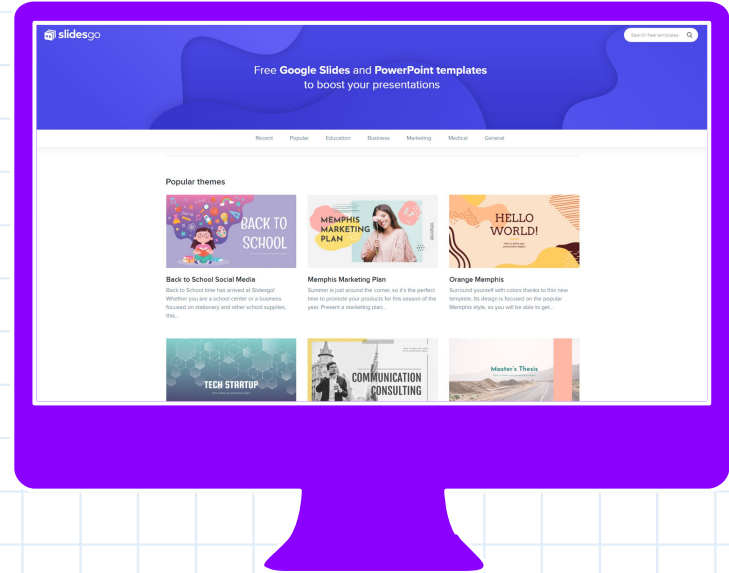 slidesgo
Search free templates
Free Google Slides and PowerPoint templates
to boost your presentations
Recent Popular Education Business Marketing Medical General
Popular themes
BACK TO
SCHOOL
MEMPHIS
MARKETING
PLAN
HELLO
WORLD!
Here is where your
presentation begins
Back to School Social Media
Back to School time has arrived at Slidesgo!
Whether you are a school center or a business
focused on stationery and other school supplies,
this...
Memphis Marketing Plan
Summer is just around the corner, so it's the perfect
time to promote your products for this season of the
year. Present a marketing plan...
Orange Memphis
Surround yourself with colors thanks to this new
template. Its design is focused on the popular
Memphis style, so you will be able to get...
TECH STARTUP
COMMUNICATION
CONSULTING
Master's Thesis